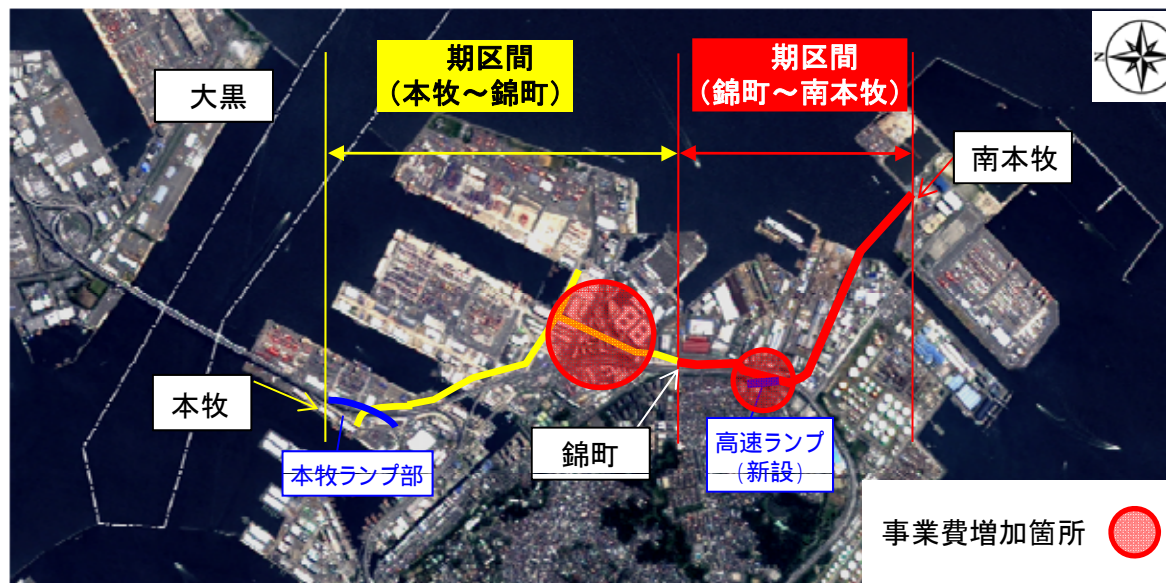 期区間
(本牧～錦町)
期区間
(錦町～南本牧)
N
大黒
南本牧
本牧
本牧ランプ部
錦町
高速ランプ
(新設)
事業費増加箇所